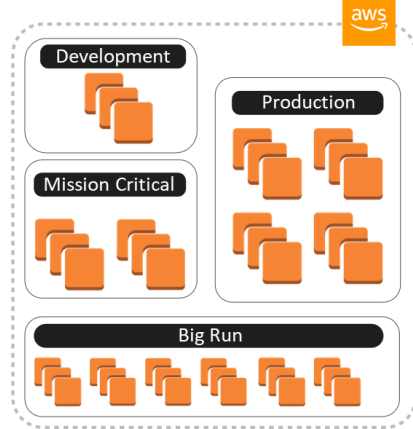 aws
Development
Production
Mission Critical
Big Run